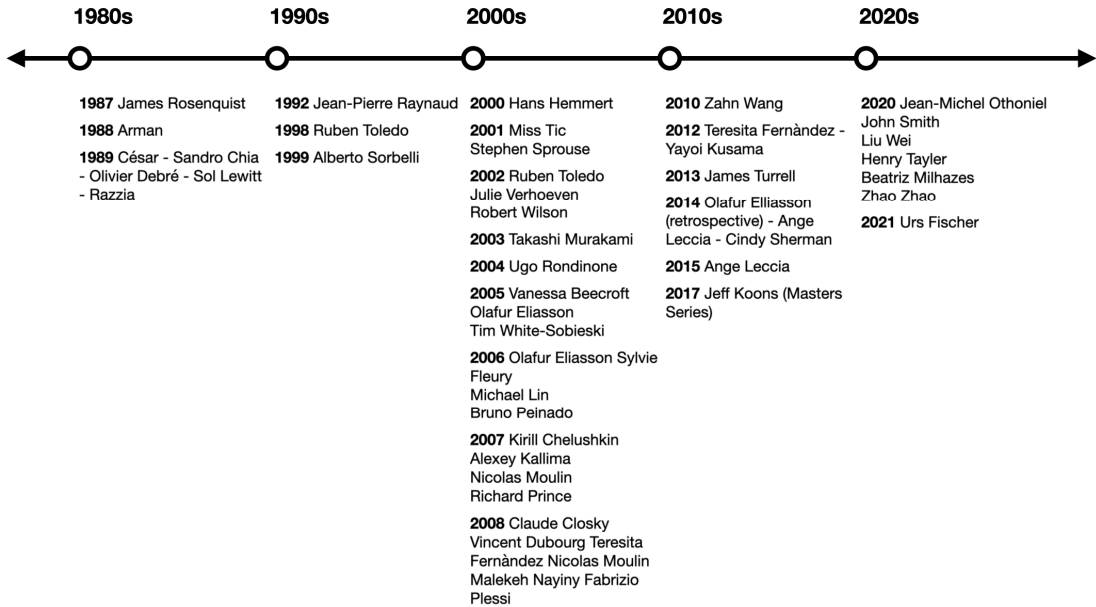 1980s
1990s
2000s
2010s
2020s
1987 James Rosenquist
1988 Arman
1989 César - Sandro Chia
- Olivier Debré - Sol Lewitt
- Razzia
1992 Jean-Pierre Raynaud
1998 Ruben Toledo
1999 Alberto Sorbelli
2000 Hans Hemmert
2001 Miss Tic
Stephen Sprouse
2002 Ruben Toledo
Julie Verhoeven
Robert Wilson
2003 Takashi Murakami
2004 Ugo Rondinone
2005 Vanessa Beecroft
Olafur Eliasson
Tim White-Sobieski
2006 Olafur Eliasson Sylvie
Fleury
Michael Lin
Bruno Peinado
2007 Kirill Chelushkin
Alexey Kallima
Nicolas Moulin
Richard Prince
2008 Claude Closky
Vincent Dubourg Teresita
Fernàndez Nicolas Moulin
Malekeh Nayiny Fabrizio
Plessi
2010 Zahn Wang
2012 Teresita Fernàndez -
Yayoi Kusama
2013 James Turrell
2014 Olafur Elliasson
(retrospective) - Ange
Leccia - Cindy Sherman
2015 Ange Leccia
2017 Jeff Koons (Masters
Series)
2020 Jean-Michel Othoniel
John Smith
Liu Wei
Henry Tayler
Beatriz Milhazes
Zhao Zhao
2021 Urs Fischer